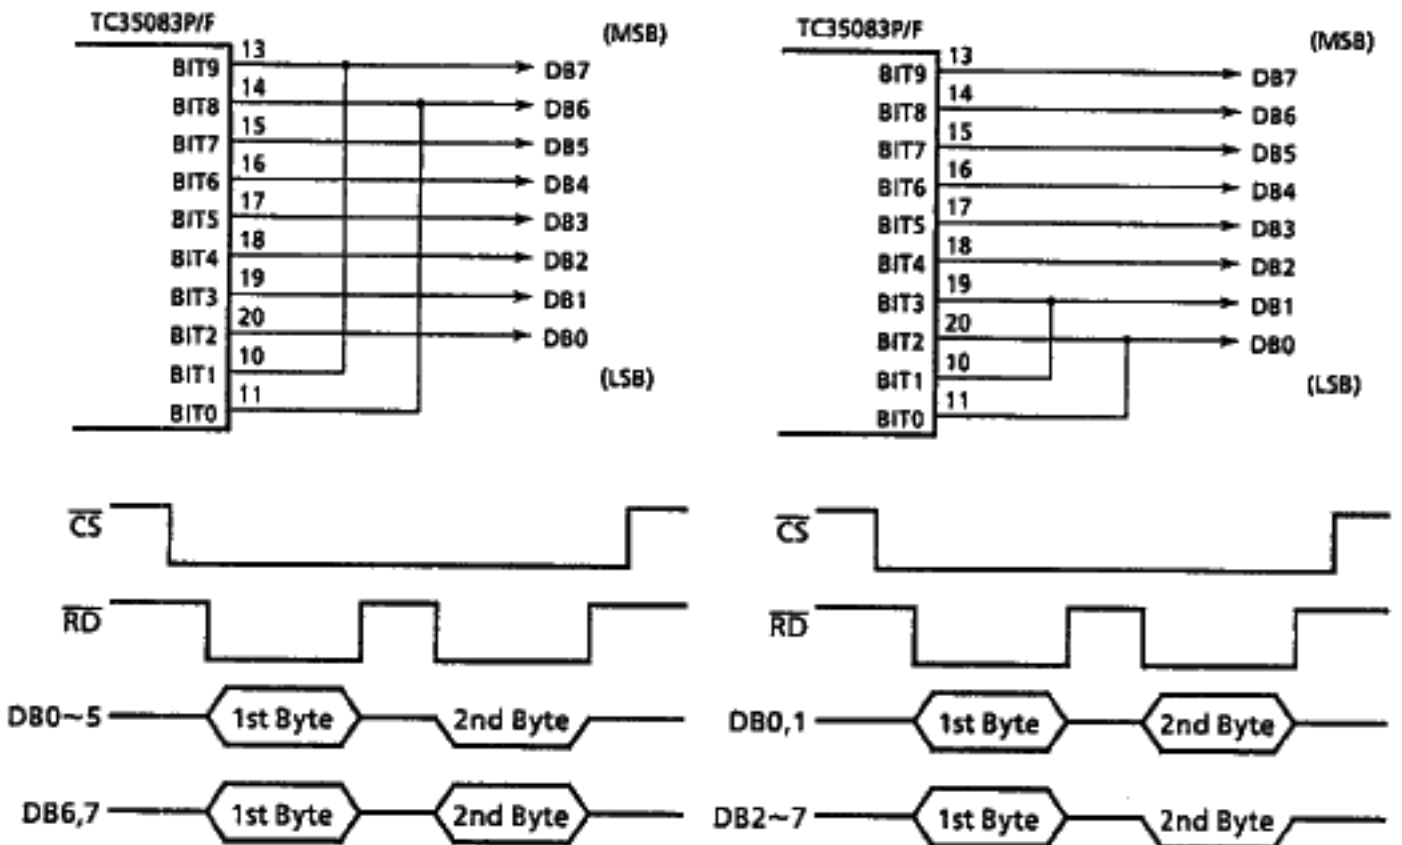 TC35083P/F
(MSB)
BIT9 13 DB7
BIT8 14 DB6
BIT7 15 DB5
BIT6 16 DB4
BIT5 17 DB3
BIT4 18 DB2
BIT3 19 DB1
BIT2 20 DB0
BIT1 10
(LSB)
BIT0 11
TC35083P/F
(MSB)
BIT9 13 DB7
BIT8 14 DB6
BIT7 15 DB5
BIT6 16 DB4
BIT5 17 DB3
BIT4 18 DB2
BIT3 19 DB1
BIT2 20 DB0
BIT1 10
(LSB)
BIT0 11
CS
RD
DB0~5 1st Byte 2nd Byte
DB6,7 1st Byte 2nd Byte
CS
RD
DB0,1 1st Byte 2nd Byte
DB2~7 1st Byte 2nd Byte